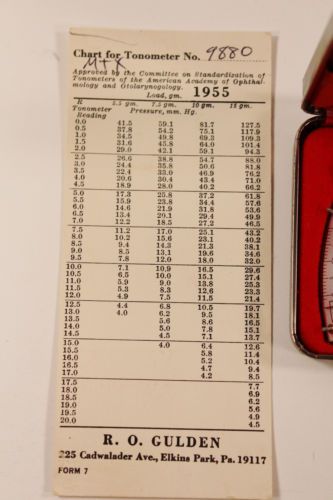 Chart for Tonometer No. 9880
M+X
Approved by the Committee on Standardization of
Tonometers of the American Academy of Ophthal-
mology and Otolaryngology. 1955
Load, gm.
R 5.5 gm. 7.5 gm. 10 gm. 15 gm.
Tonometer
Reading Pressure, mm. Hg.
0.0 41.5 59.1 81.7 127.5
0.5 37.8 54.2 75.1 117.9
1.0 34.5 49.8 69.3 109.3
1.5 31.6 45.8 64.0 101.4
2.0 29.0 42.1 59.1 94.3
2.5 26.6 38.8 54.7 88.0
3.0 24.4 35.8 50.6 81.8
3.5 22.4 33.0 46.9 76.2
4.0 20.6 30.4 43.4 71.0
4.5 18.9 28.0 40.2 66.2
5.0 17.3 25.8 37.2 61.8
5.5 15.9 23.8 34.4 57.6
6.0 14.6 21.9 31.8 53.6
6.5 13.4 20.1 29.4 49.9
7.0 12.2 18.5 27.2 46.5
7.5 11.2 17.0 25.1 43.2
8.0 10.2 15.6 23.1 40.2
8.5 9.4 14.3 21.3 38.1
9.0 8.5 13.1 19.6 34.6
9.5 7.8 12.0 18.0 32.0
10.0 7.1 10.9 16.5 29.6
10.5 6.5 10.0 15.1 27.4
11.0 5.9 9.0 13.8 25.3
11.5 5.3 8.3 12.6 23.3
12.0 4.9 7.5 11.5 21.4
12.5 4.4 6.8 10.5 19.7
13.0 4.0 6.2 9.5 18.1
13.5 5.6 8.6 16.5
14.0 5.0 7.8 15.1
14.5 4.5 7.1 13.7
15.0 4.0 6.4 12.6
15.5 5.8 11.4
16.0 5.2 10.4
16.5 4.7 9.4
17.0 4.2 8.5
17.5 7.7
18.0 6.9
18.5 6.2
19.0 5.6
19.5 4.9
20.0 4.5
R. O. GULDEN
225 Cadwalader Ave., Elkins Park, Pa. 19117
FORM 7